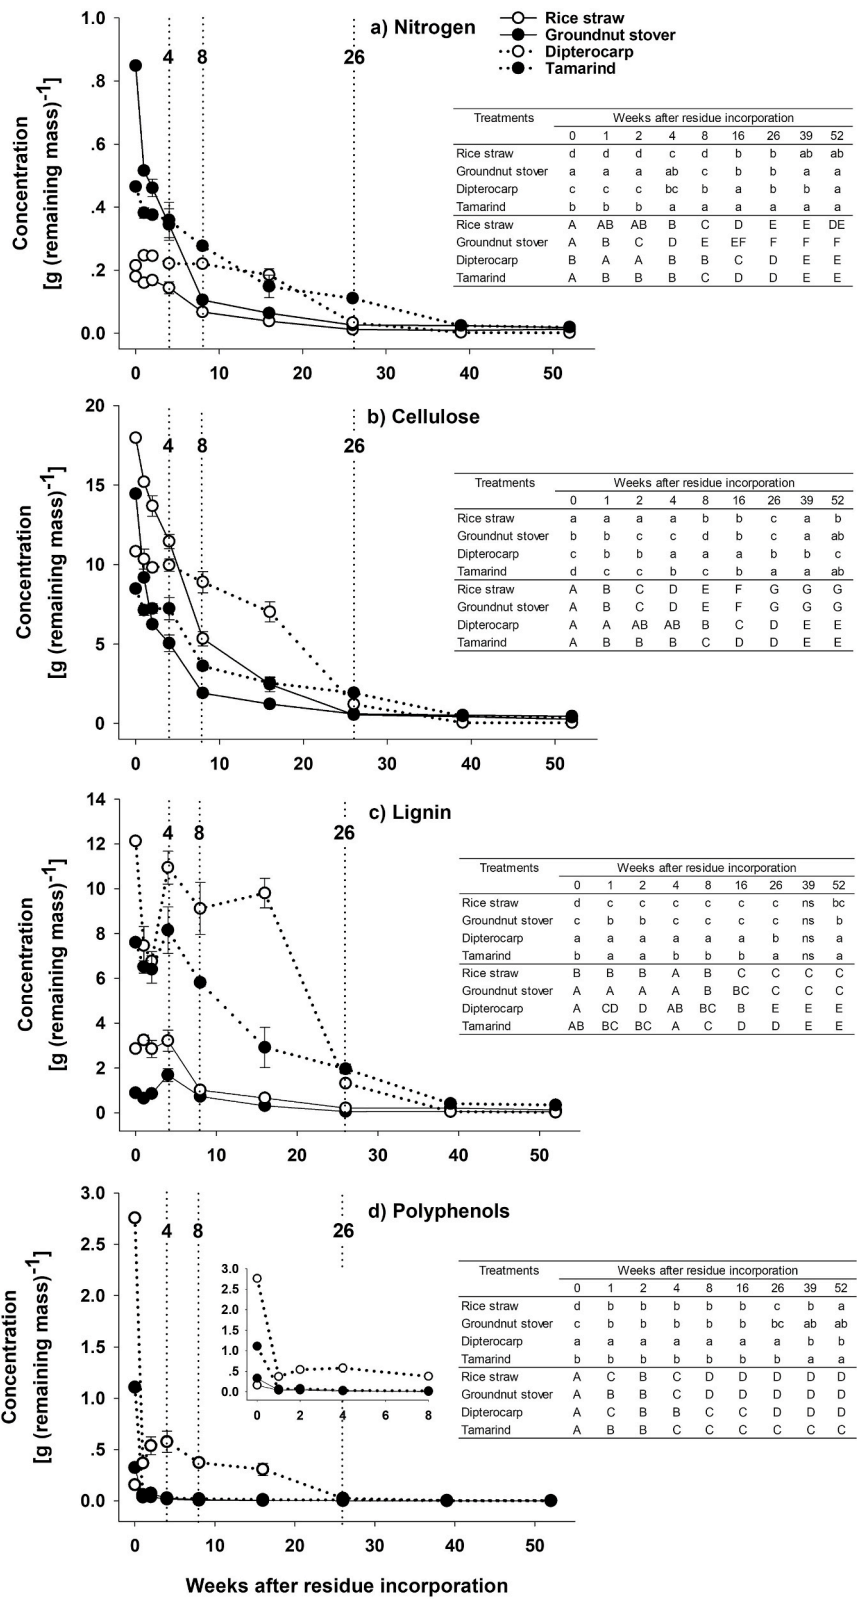 a) Nitrogen
Rice straw
Groundnut stover
Dipterocarp
Tamarind
4 8 26
Concentration
[g (remaining mass)⁻¹]
1.0
.8
.6
.4
.2
0.0
0 10 20 30 40 50
Treatments Weeks after residue incorporation
0 1 2 4 8 16 26 39 52
Rice straw d d d c d b b ab ab
Groundnut stover a a a ab c b b a a
Dipterocarp c c c bc b a b b a
Tamarind b b b a a a a a a
Rice straw A AB AB B C D E E DE
Groundnut stover A B C D E EF F F F
Dipterocarp B A A B B C D E E
Tamarind A B B B C D D E E
b) Cellulose
4 8 26
Concentration
[g (remaining mass)⁻¹]
20
15
10
5
0
0 10 20 30 40 50
Treatments Weeks after residue incorporation
0 1 2 4 8 16 26 39 52
Rice straw a a a a b b c a b
Groundnut stover b b c c d b c a ab
Dipterocarp c b b a a a b b c
Tamarind d c c b c b a a ab
Rice straw A B C D E F G G G
Groundnut stover A B C D E F G G G
Dipterocarp A A AB AB B C D E E
Tamarind A B B B C D D E E
c) Lignin
4 8 26
Concentration
[g (remaining mass)⁻¹]
14
12
10
8
6
4
2
0
0 10 20 30 40 50
Treatments Weeks after residue incorporation
0 1 2 4 8 16 26 39 52
Rice straw d c c c c c c ns bc
Groundnut stover c b b c c c c ns b
Dipterocarp a a a a a a b ns a
Tamarind b a a b b b a ns a
Rice straw B B B A B C C C C
Groundnut stover A A A A B BC C C C
Dipterocarp A CD D AB BC B E E E
Tamarind AB BC BC A C D D E E
d) Polyphenols
4 8 26
Concentration
[g (remaining mass)⁻¹]
3.0
2.5
2.0
1.5
1.0
.5
0.0
0 10 20 30 40 50
3.0
2.5
2.0
1.5
1.0
.5
0.0
0 2 4 6 8
Treatments Weeks after residue incorporation
0 1 2 4 8 16 26 39 52
Rice straw d b b b b b c b a
Groundnut stover c b b b b b bc ab ab
Dipterocarp a a a a a a a b b
Tamarind b b b b b b b a a
Rice straw A C B C D D D D D
Groundnut stover A B B C D D D D D
Dipterocarp A C B B C C D D D
Tamarind A B B C C C C C C
Weeks after residue incorporation